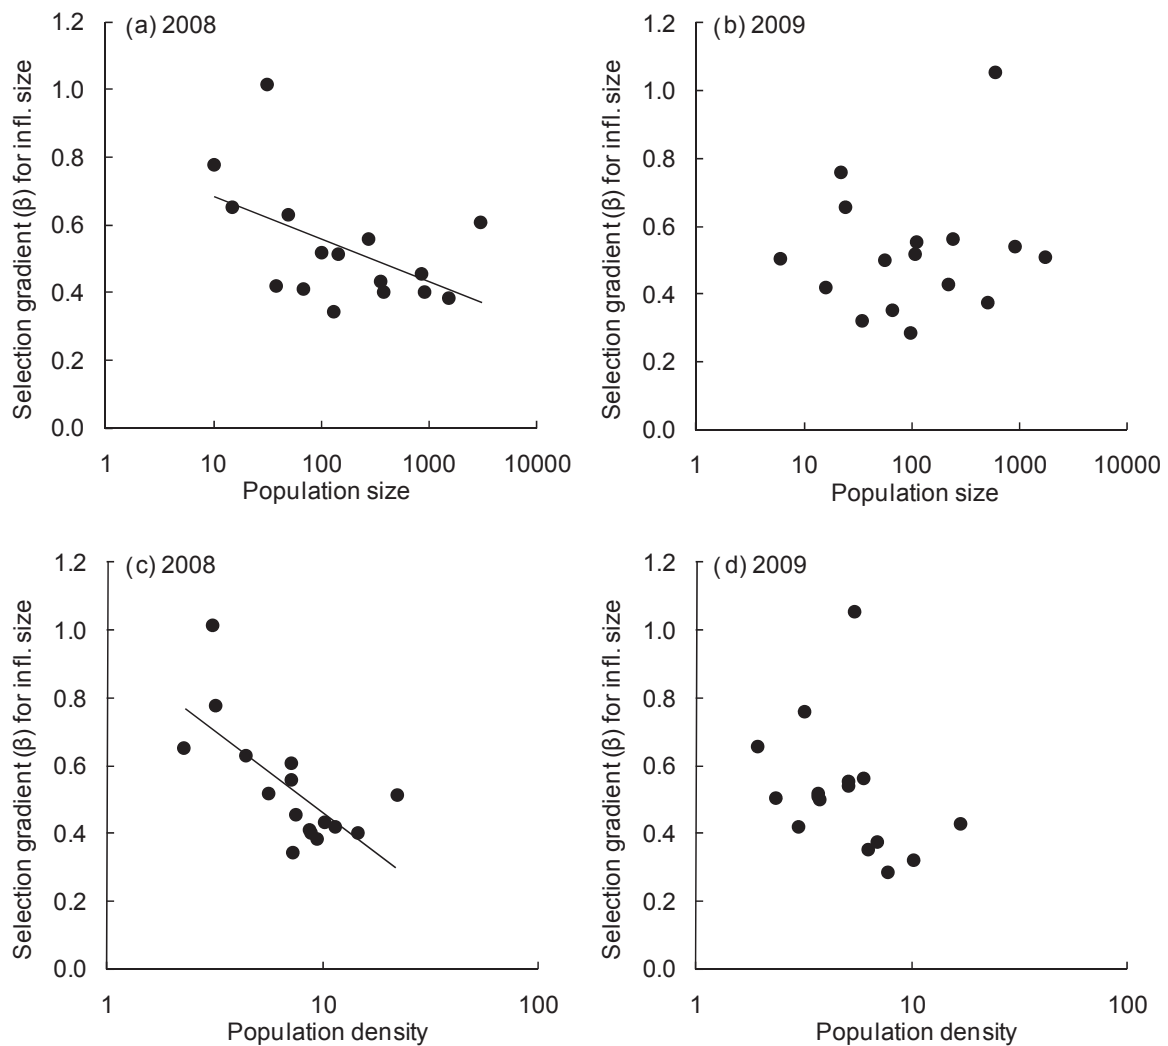 (a) 2008
Selection gradient (β) for infl. size
1.2
1.0
0.8
0.6
0.4
0.2
0.0
1 10 100 1000 10000
Population size
(b) 2009
Selection gradient (β) for infl. size
1.2
1.0
0.8
0.6
0.4
0.2
0.0
1 10 100 1000 10000
Population size
(c) 2008
Selection gradient (β) for infl. size
1.2
1.0
0.8
0.6
0.4
0.2
0.0
1 10 100
Population density
(d) 2009
Selection gradient (β) for infl. size
1.2
1.0
0.8
0.6
0.4
0.2
0.0
1 10 100
Population density